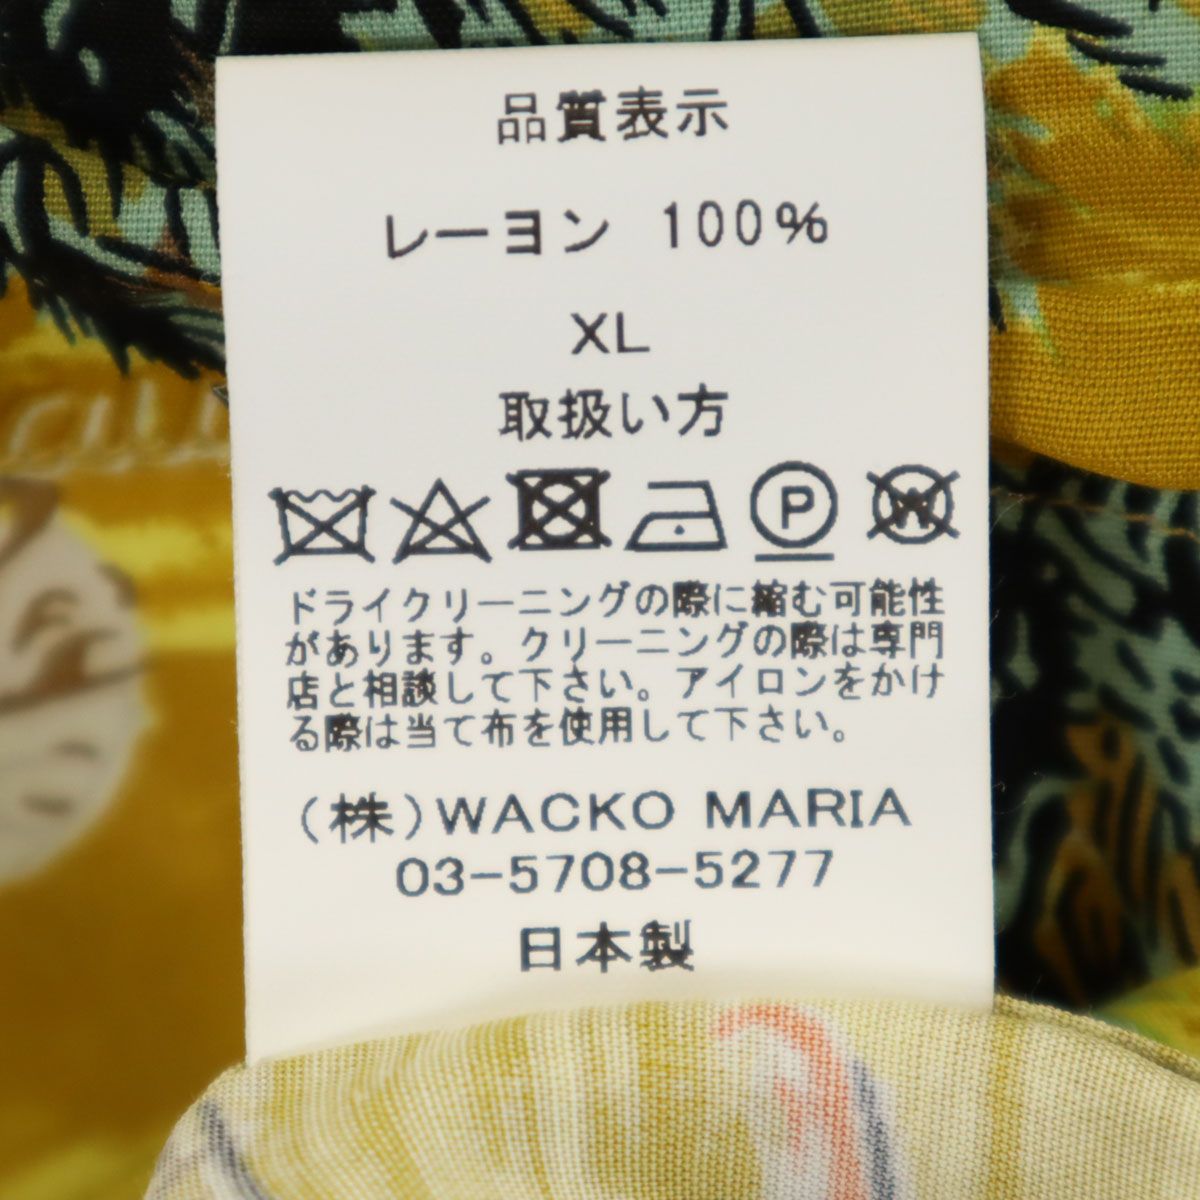 品質表示
レーヨン 100%
XL
取扱い方
P W
ドライクリーニングの際に縮む可能性
があります。クリーニングの際は専門
店と相談して下さい。アイロンをかけ
る際は当て布を使用して下さい。
(株)WACKO MARIA
03-5708-5277
日本製